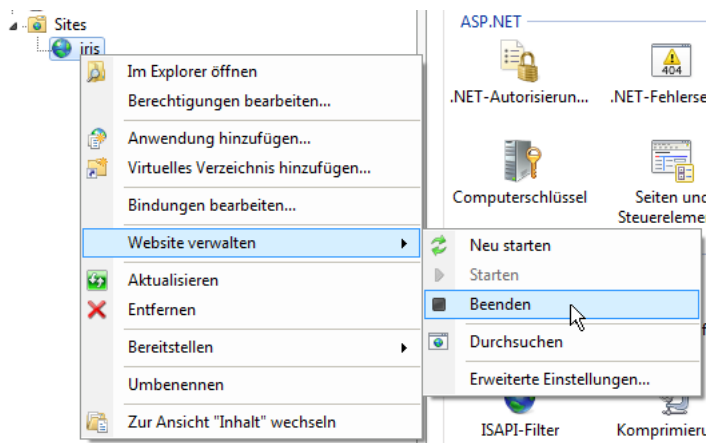 Sites
iris
Im Explorer öffnen
Berechtigungen bearbeiten...
Anwendung hinzufügen...
Virtuelles Verzeichnis hinzufügen...
Bindungen bearbeiten...
Website verwalten
Aktualisieren
Entfernen
Bereitstellen
Umbenennen
Zur Ansicht "Inhalt" wechseln
Neu starten
Starten
Beenden
Durchsuchen
Erweiterte Einstellungen...
ASP.NET
.NET-Autorisierun...
404
.NET-Fehlerse
Computerschlüssel
Seiten und
Steuereleme
ISAPI-Filter
Komprimieru